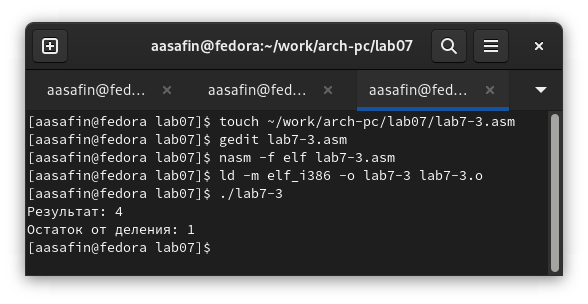 aasafin@fedora:~/work/arch-pc/lab07
aasafin@fed... aasafin@fed... aasafin@fed...
[aasafin@fedora lab07]$ touch ~/work/arch-pc/lab07/lab7-3.asm
[aasafin@fedora lab07]$ gedit lab7-3.asm
[aasafin@fedora lab07]$ nasm -f elf lab7-3.asm
[aasafin@fedora lab07]$ ld -m elf_i386 -o lab7-3 lab7-3.o
[aasafin@fedora lab07]$ ./lab7-3
Результат: 4
Остаток от деления: 1
[aasafin@fedora lab07]$